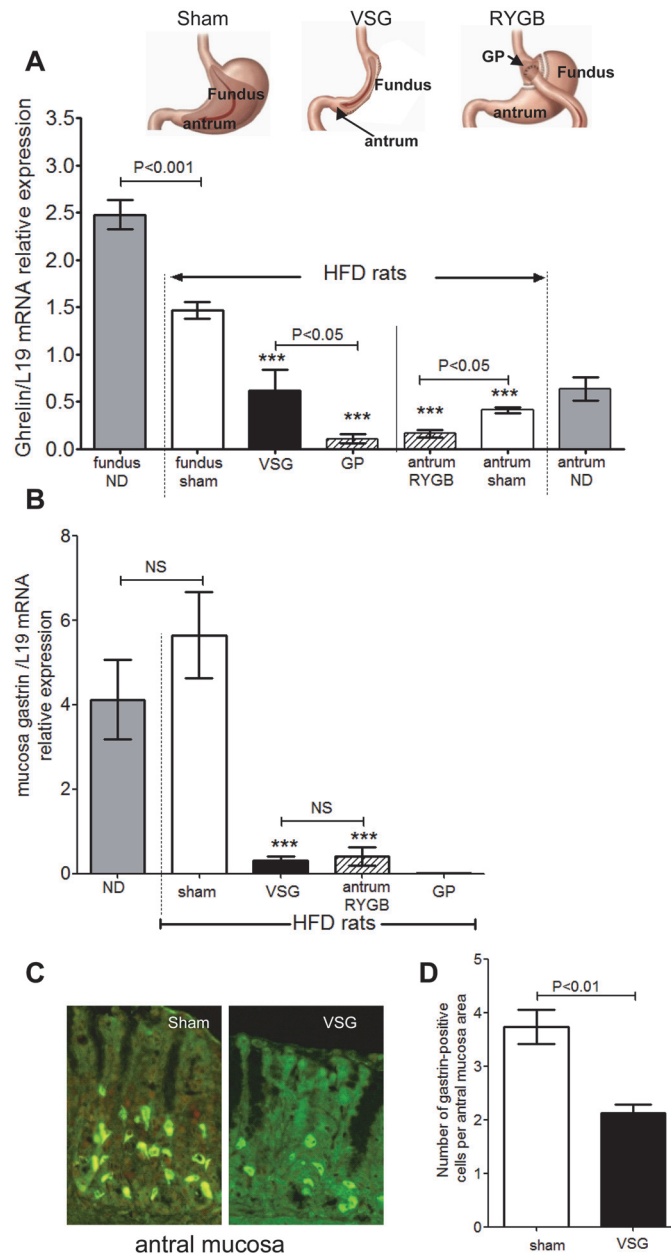 Sham
VSG
RYGB
A
Fundus
antrum
Fundus
antrum
GP
Fundus
antrum
Ghrelin/L19 mRNA relative expression
3.5
3.0
2.5
2.0
1.5
1.0
0.5
0.0
P<0.001
HFD rats
P<0.05
P<0.05
***
***
***
***
fundus
ND
fundus
sham
VSG
GP
antrum
RYGB
antrum
sham
antrum
ND
B
mucosa gastrin /L19 mRNA
relative expression
8
6
4
2
0
NS
NS
***
***
ND
sham
VSG
antrum
RYGB
GP
HFD rats
C
Sham
VSG
antral mucosa
D
Number of gastrin-positive
cells per antral mucosa area
5
4
3
2
1
0
P<0.01
sham
VSG